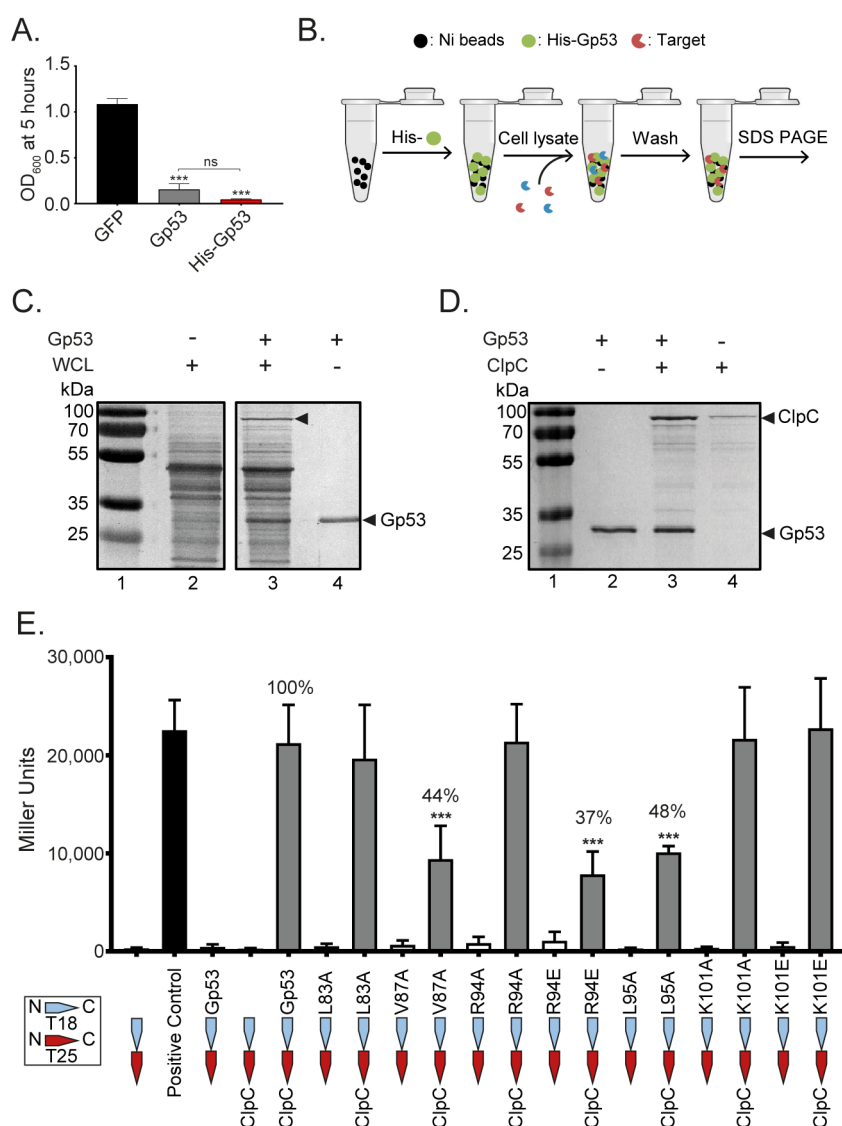 A.
OD600 at 5 hours
1.5
1.0
0.5
0.0
ns
***
***
GFP
Gp53
His-Gp53
B.
: Ni beads : His-Gp53 : Target
His-
Cell lysate
Wash
SDS PAGE
C.
Gp53 - + +
WCL + + -
kDa
100
70
55
35
25
Gp53
1 2 3 4
D.
Gp53 + + -
ClpC - + +
kDa
100
70
55
35
25
ClpC
Gp53
1 2 3 4
E.
Miller Units
30,000
20,000
10,000
0
100%
44%
***
37%
***
48%
***
Positive Control
Gp53
Gp53
L83A
L83A
V87A
V87A
R94A
R94A
R94E
R94E
L95A
L95A
K101A
K101A
K101E
K101E
N C
T18
N C
T25
ClpC
ClpC
ClpC
ClpC
ClpC
ClpC
ClpC
ClpC
ClpC